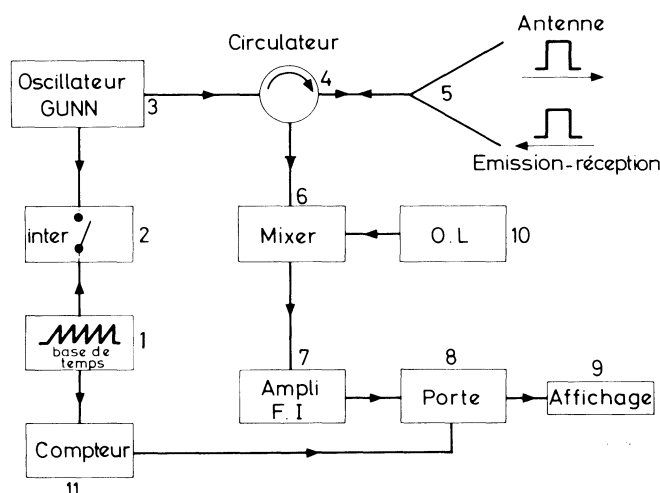 Antenne
Circulateur
Oscillateur
GUNN
3
4
5
Emission-réception
6
inter
2
Mixer
O.L
10
1
base de
temps
7
8
9
Ampli
F.I
Porte
Affichage
Compteur
11